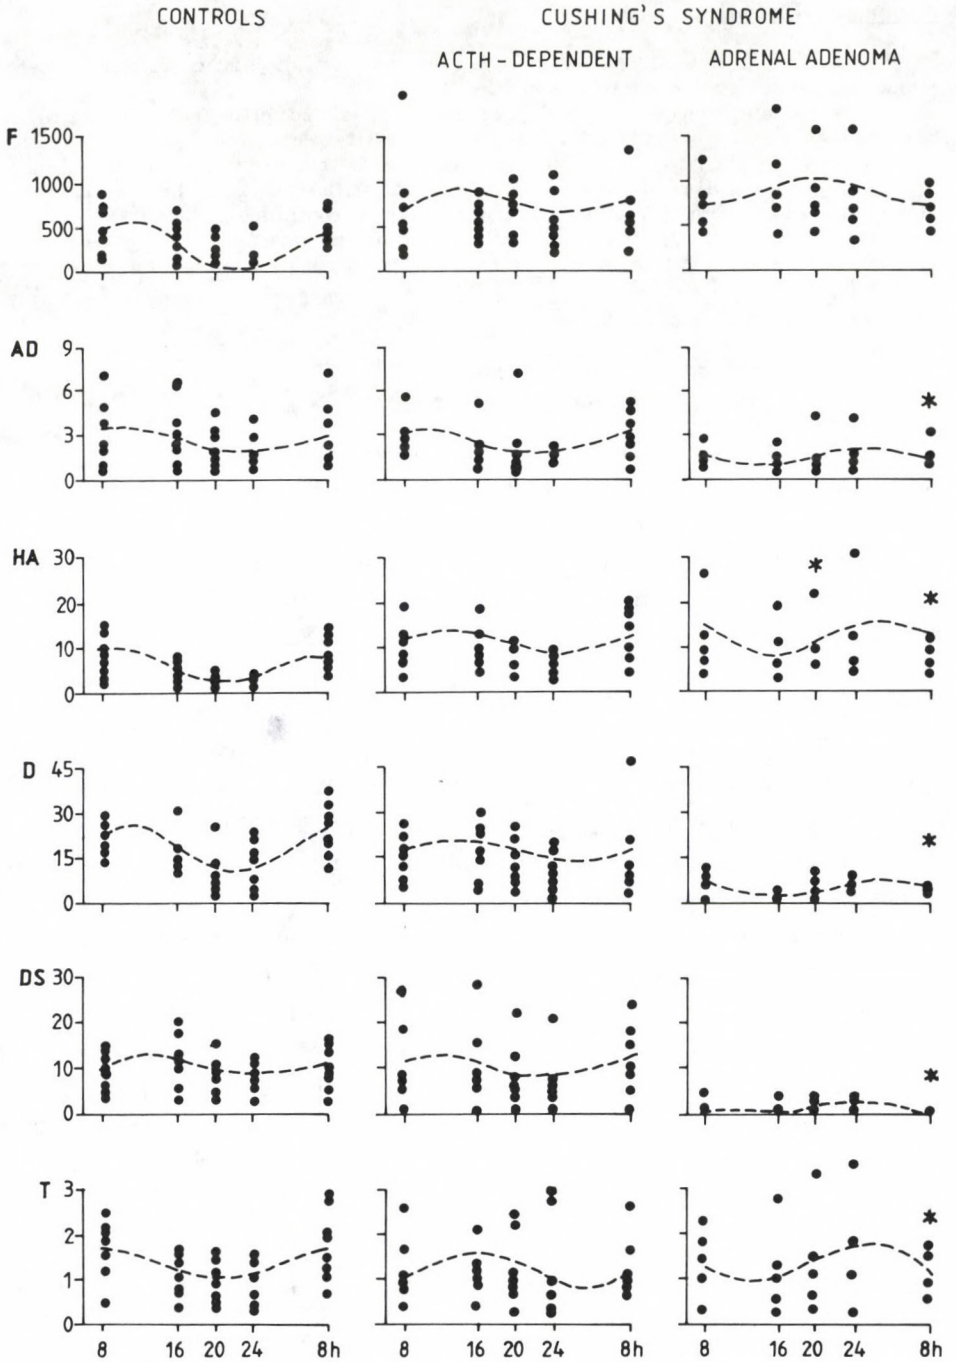 CONTROLS CUSHING'S SYNDROME
ACTH-DEPENDENT ADRENAL ADENOMA
F 1500
1000
500
0
AD 9
6
3
0
HA 30
20
10
0
D 45
30
15
0
DS 30
20
10
0
T 3
2
1
0
8 16 20 24 8h 8 16 20 24 8h 8 16 20 24 8h